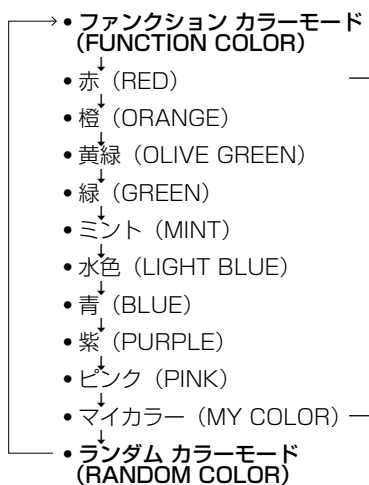 • ファンクション カラーモード
(FUNCTION COLOR)
• 赤 (RED)
• 橙 (ORANGE)
• 黄緑 (OLIVE GREEN)
• 緑 (GREEN)
• ミント (MINT)
• 水色 (LIGHT BLUE)
• 青 (BLUE)
• 紫 (PURPLE)
• ピンク (PINK)
• マイカラー (MY COLOR)
• ランダム カラーモード
(RANDOM COLOR)